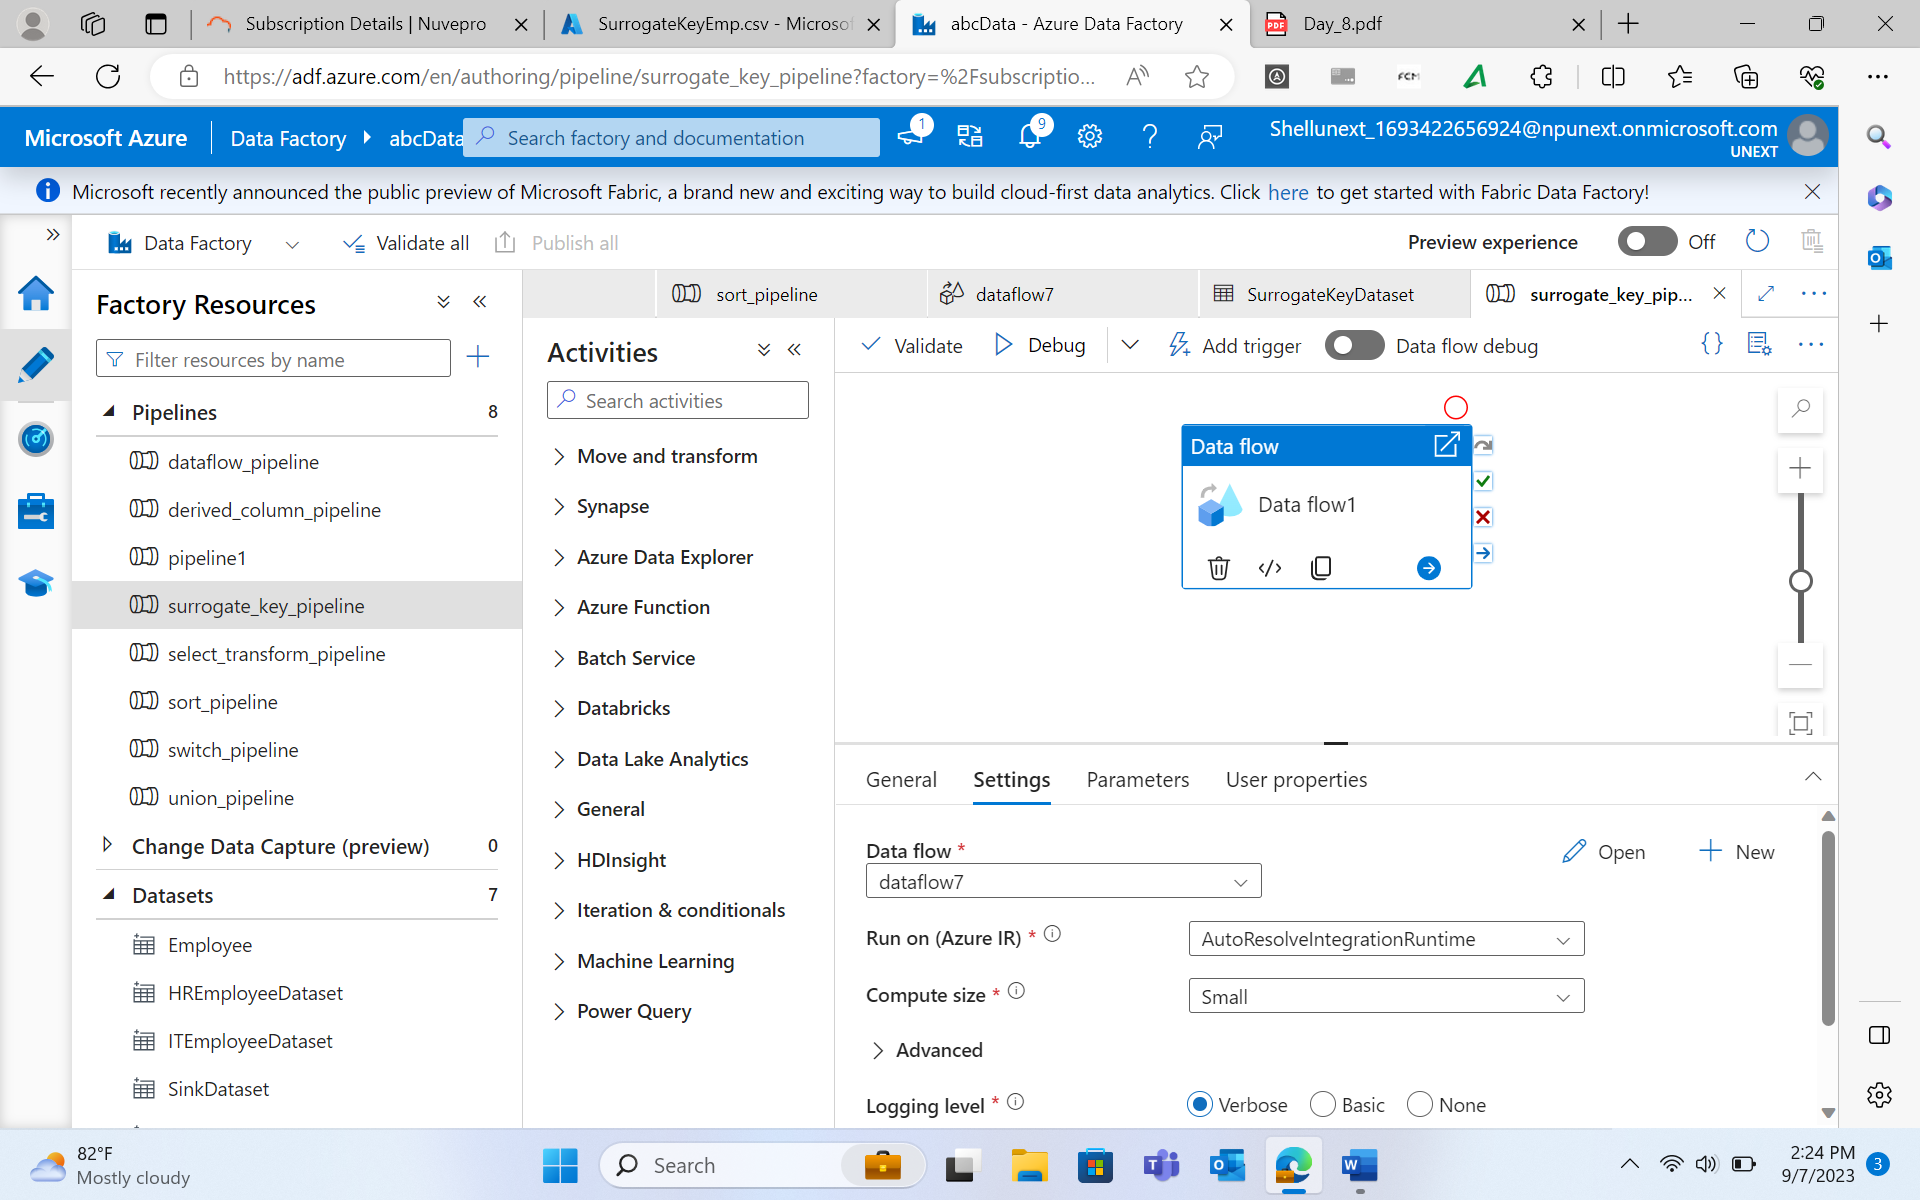 Subscription Details | Nuvepro
SurrogateKeyEmp.csv - Microsof
abcData - Azure Data Factory
PDF
Day_8.pdf
https://adf.azure.com/en/authoring/pipeline/surrogate_key_pipeline?factory=%2Fsubscriptio...
FCM
Microsoft Azure
Data Factory
abcData
Search factory and documentation
1
9
Shellunext_1693422656924@npunext.onmicrosoft.com
UNEXT
Microsoft recently announced the public preview of Microsoft Fabric, a brand new and exciting way to build cloud-first data analytics. Click here to get started with Fabric Data Factory!
Data Factory
Validate all
Publish all
Preview experience
Off
Factory Resources
Filter resources by name
Pipelines
8
dataflow_pipeline
derived_column_pipeline
pipeline1
surrogate_key_pipeline
select_transform_pipeline
sort_pipeline
switch_pipeline
union_pipeline
Change Data Capture (preview)
0
Datasets
7
Employee
HREmployeeDataset
ITEmployeeDataset
SinkDataset
sort_pipeline
dataflow7
SurrogateKeyDataset
surrogate_key_pip...
Activities
Search activities
Move and transform
Synapse
Azure Data Explorer
Azure Function
Batch Service
Databricks
Data Lake Analytics
General
HDInsight
Iteration & conditionals
Machine Learning
Power Query
Validate
Debug
Add trigger
Data flow debug
Data flow
Data flow1
General
Settings
Parameters
User properties
Data flow *
dataflow7
Open
New
Run on (Azure IR) *
AutoResolveIntegrationRuntime
Compute size *
Small
Advanced
Logging level *
Verbose
Basic
None
82°F
Mostly cloudy
Search
2:24 PM
9/7/2023
3